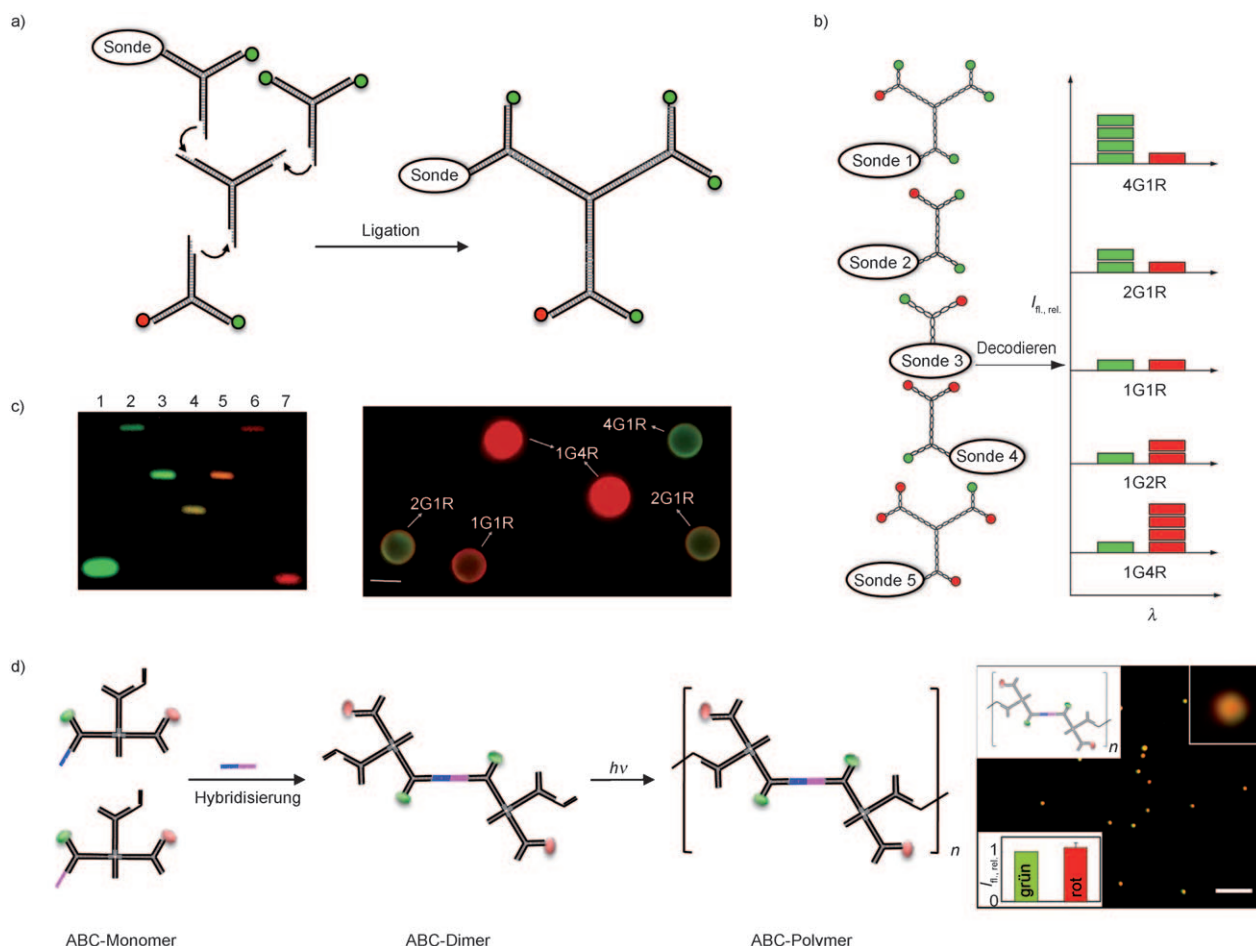 a)
Sonde
Ligation
Sonde
b)
Sonde 1
4G1R
Sonde 2
2G1R
I fl., rel.
Sonde 3
Decodieren
1G1R
Sonde 4
1G2R
Sonde 5
1G4R
λ
c)
1 2 3 4 5 6 7
4G1R
1G4R
2G1R
1G1R
2G1R
d)
Hybridisierung
hν
n
n
I fl., rel.
1
0
grün
rot
ABC-Monomer
ABC-Dimer
ABC-Polymer